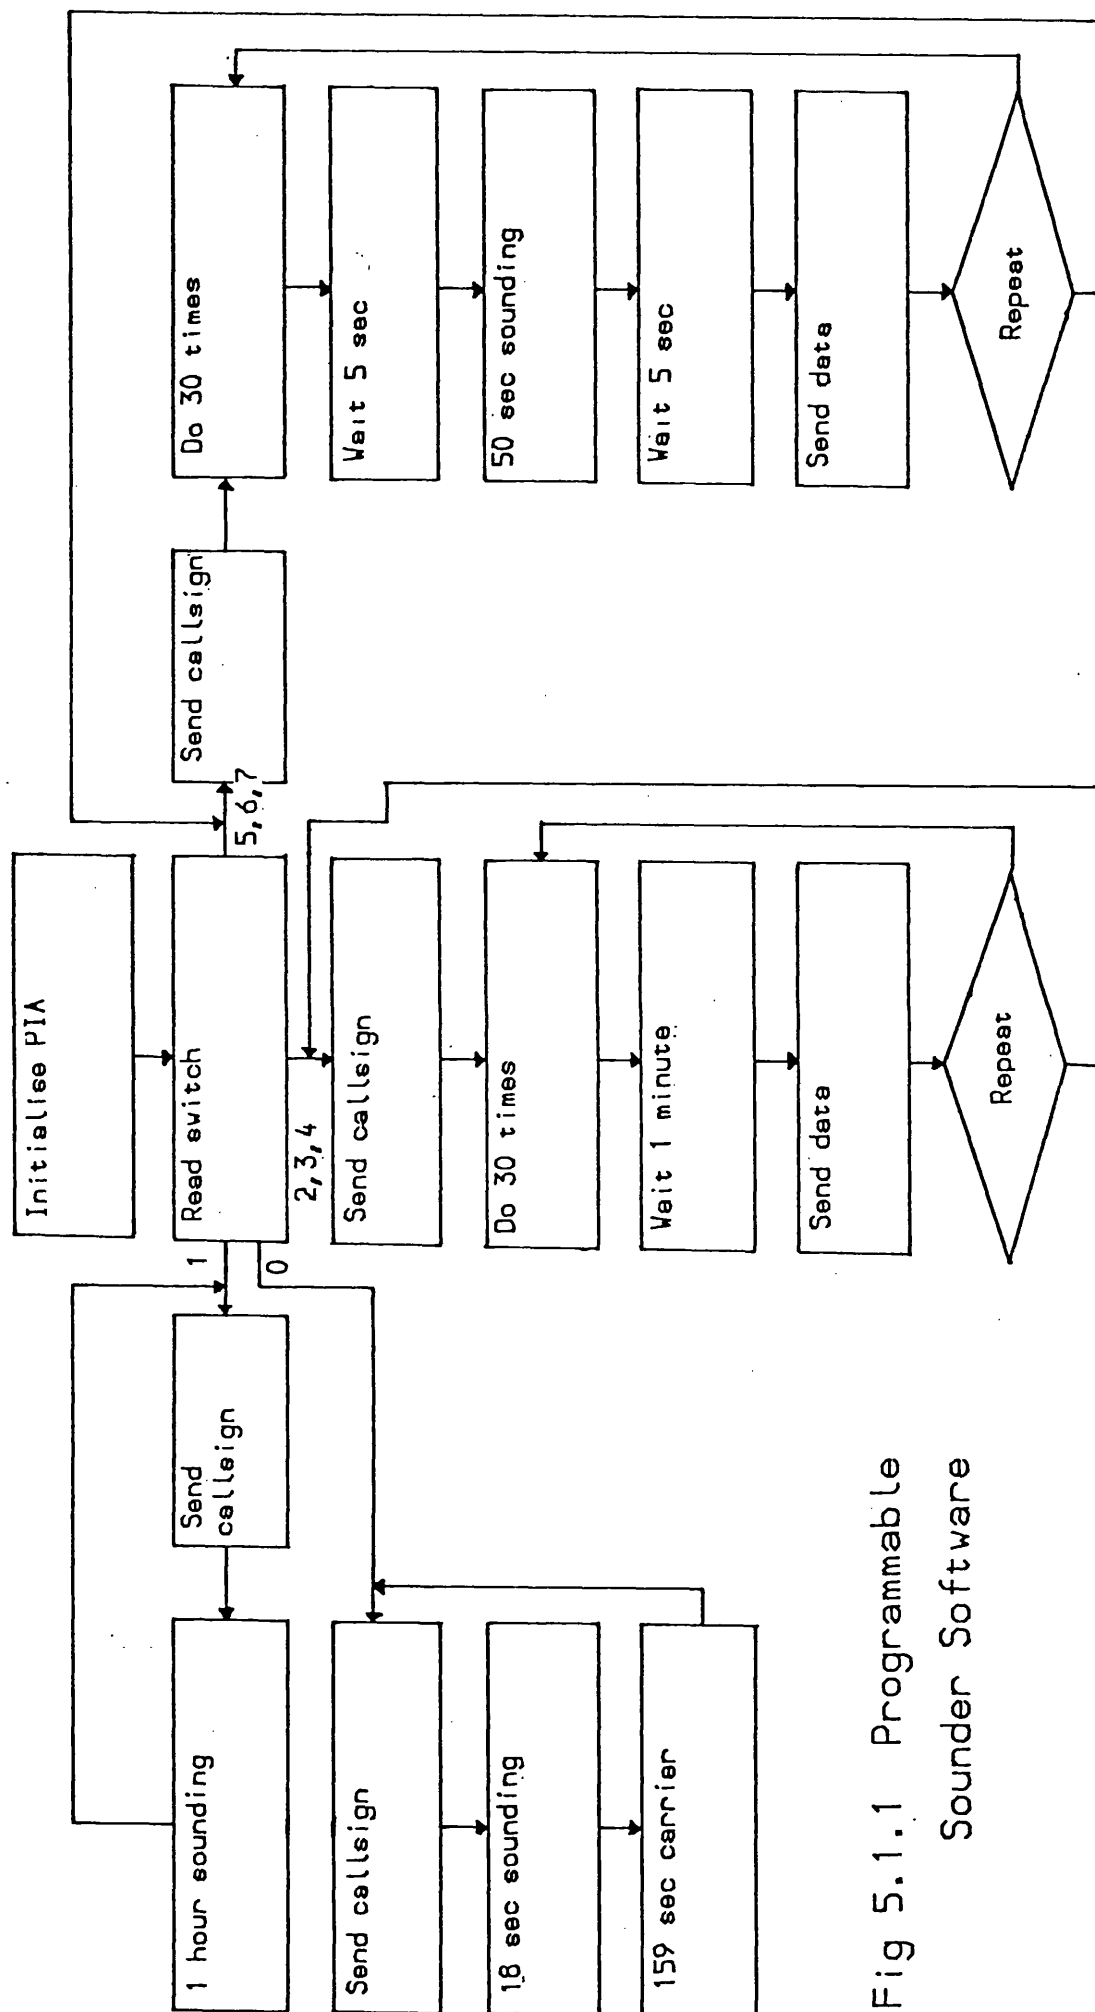 Initialise PIA
Read switch
1
0
2,3,4
5,6,7
Send
callsign
1 hour sounding
Send callsign
18 sec sounding
159 sec carrier
Send callsign
Do 30 times
Wait 1 minute
Send data
Repeat
Send callsign
Do 30 times
Wait 5 sec
50 sec sounding
Wait 5 sec
Send data
Repeat
Fig 5.1.1 Programmable
Sounder Software